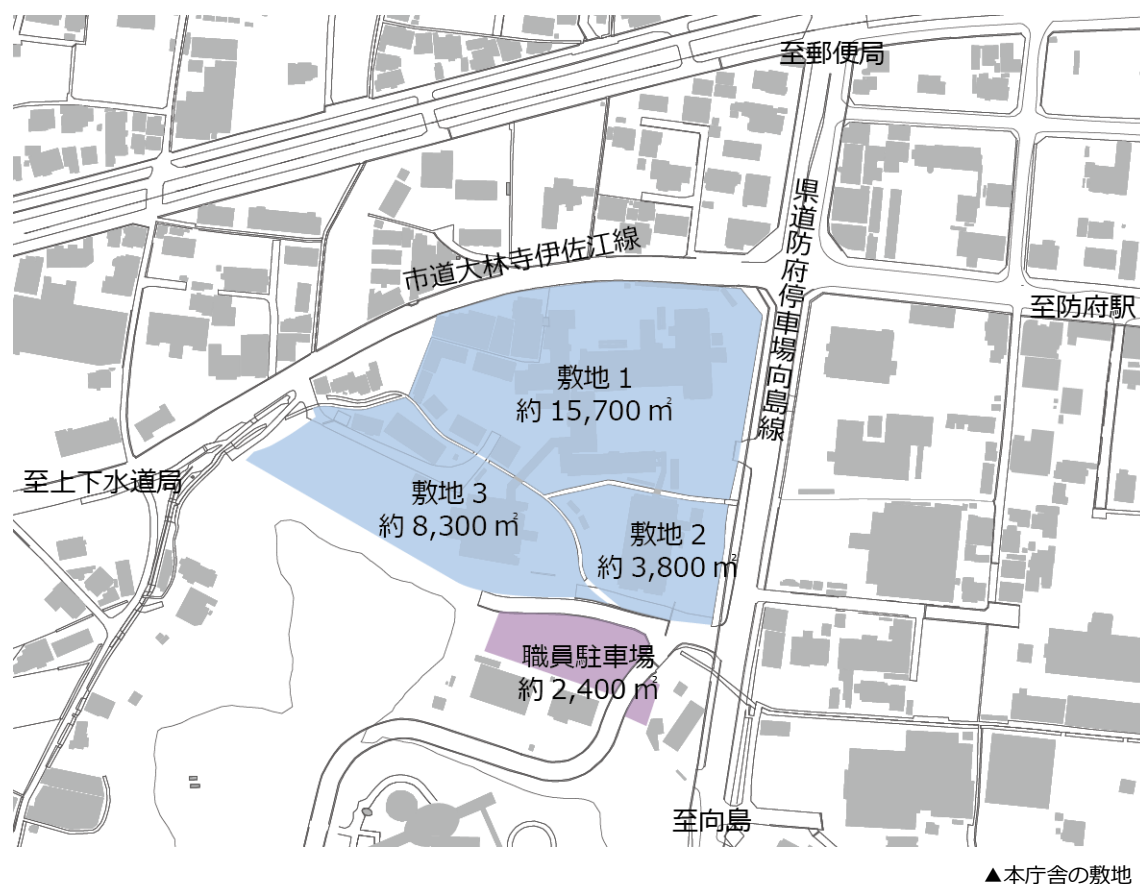 至郵便局
県道防府停車場向島線
市道大林寺伊佐江線
至防府駅
敷地 1
約 15,700 ㎡
至上下水道局
敷地 3
約 8,300 ㎡
敷地 2
約 3,800 ㎡
職員駐車場
約 2,400 ㎡
至向島
▲本庁舎の敷地